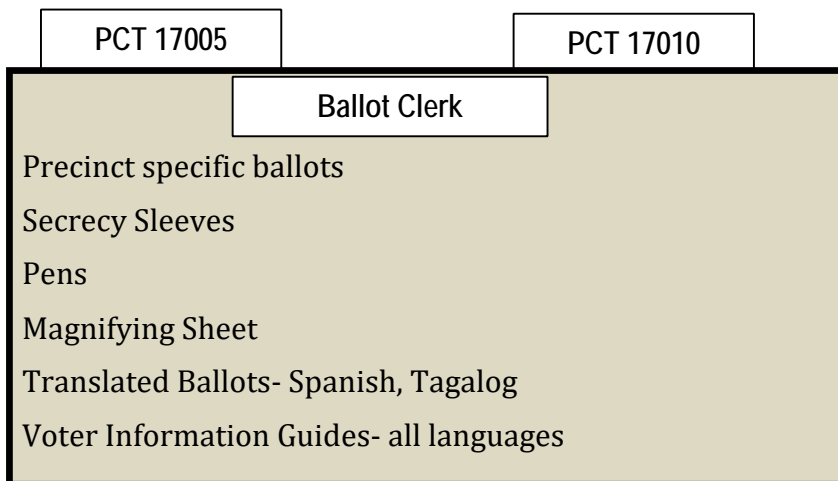 PCT 17005
PCT 17010
Ballot Clerk
Precinct specific ballots
Secrecy Sleeves
Pens
Magnifying Sheet
Translated Ballots- Spanish, Tagalog
Voter Information Guides- all languages